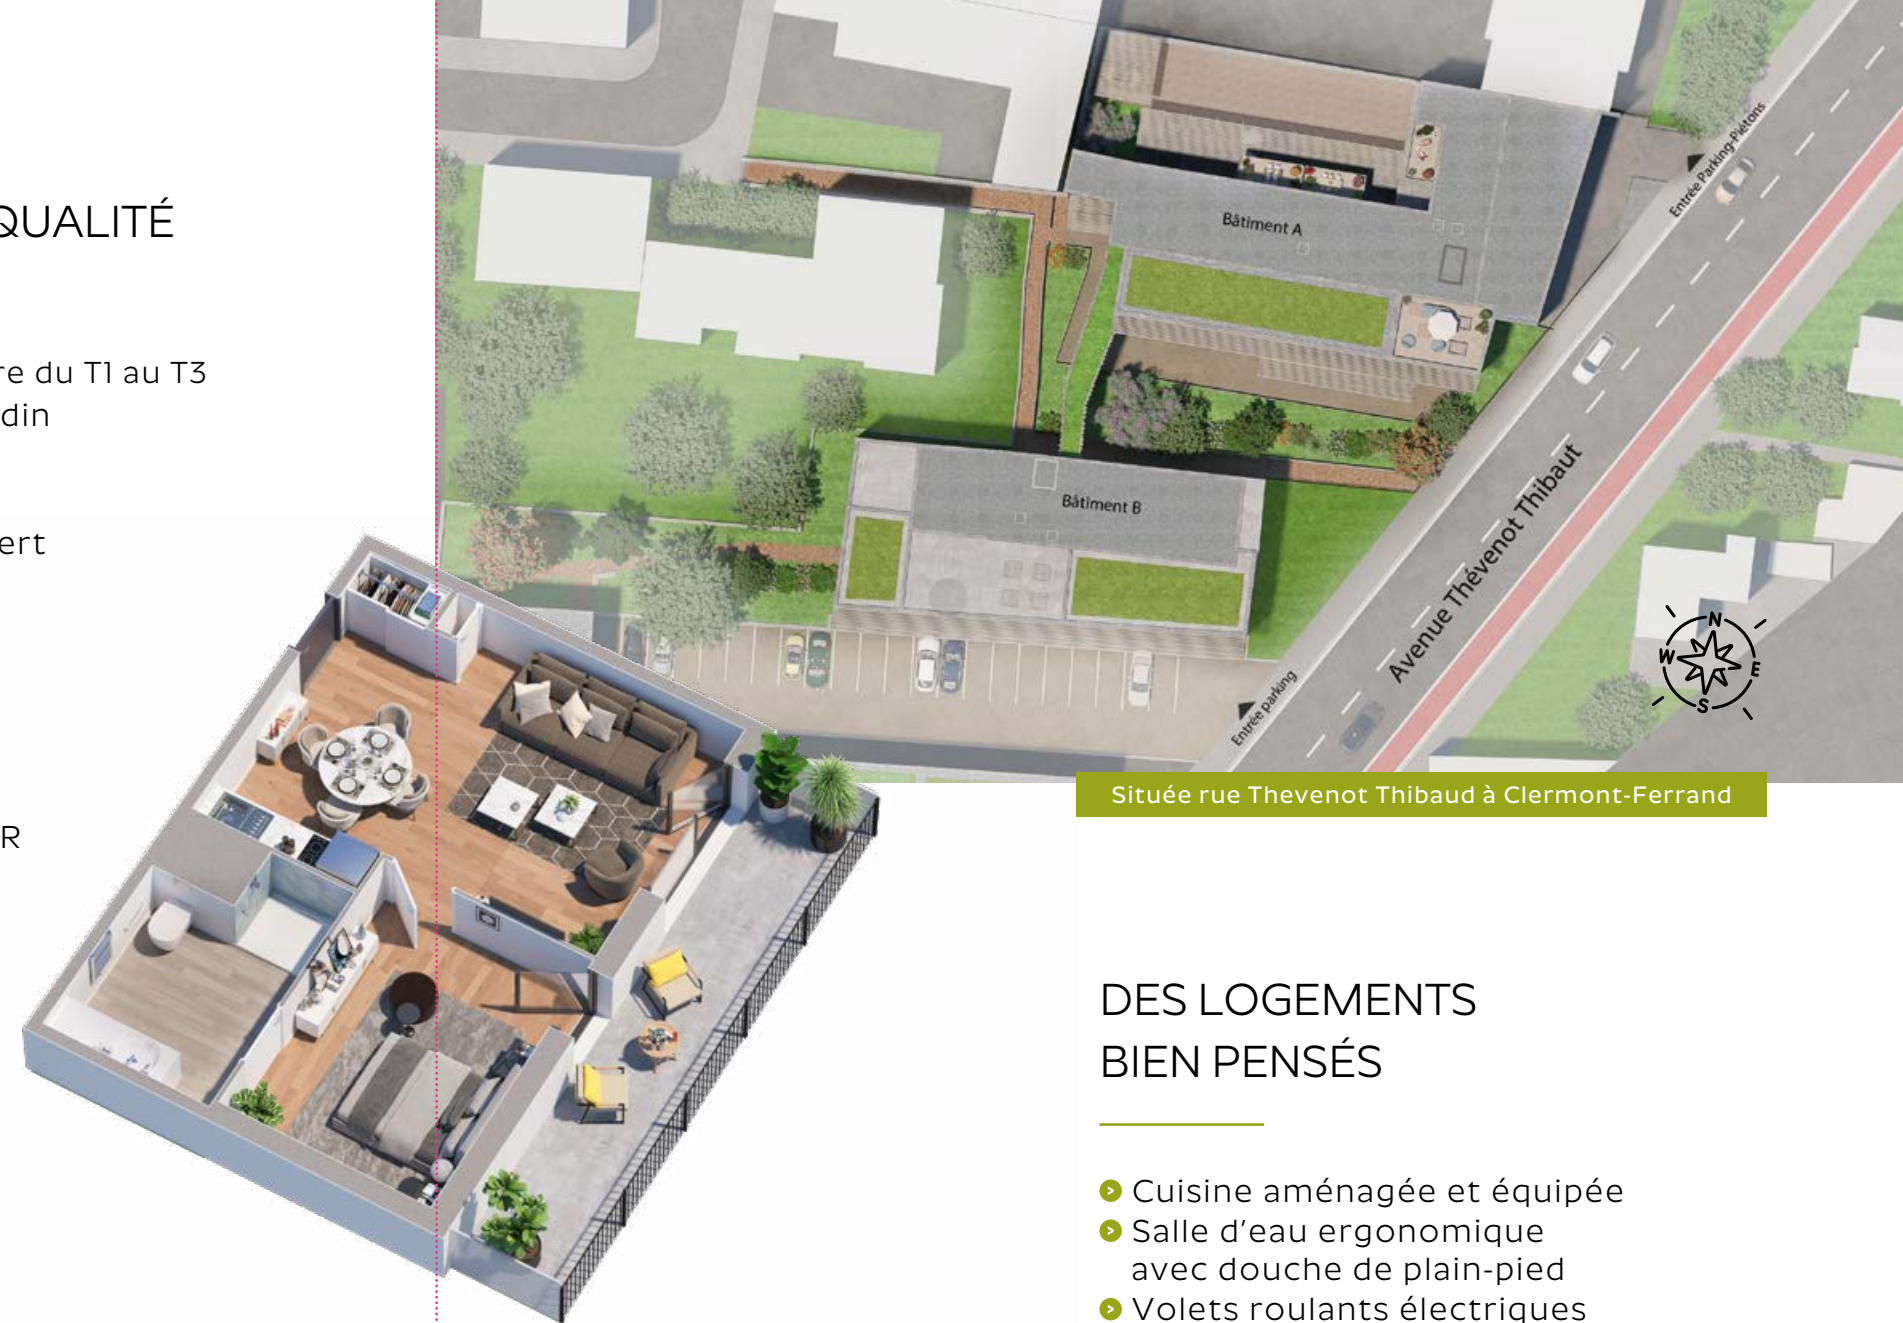 QUALITÉ
re du T1 au T3
din
ert
R
Bâtiment A
Entrée Parking-Piétons
Bâtiment B
Avenue Thévenot Thibaut
Entrée parking
N
W
E
S
Située rue Thevenot Thibaud à Clermont-Ferrand
DES LOGEMENTS
BIEN PENSÉS
Cuisine aménagée et équipée
Salle d'eau ergonomique
avec douche de plain-pied
Volets roulants électriques